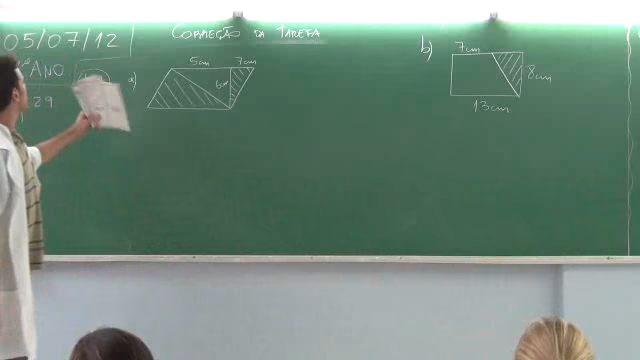 05/07/12
CORREÇÃO DA TAREFA
º ANO
29
a)
5cm
7cm
6cm
b)
7cm
8cm
13cm